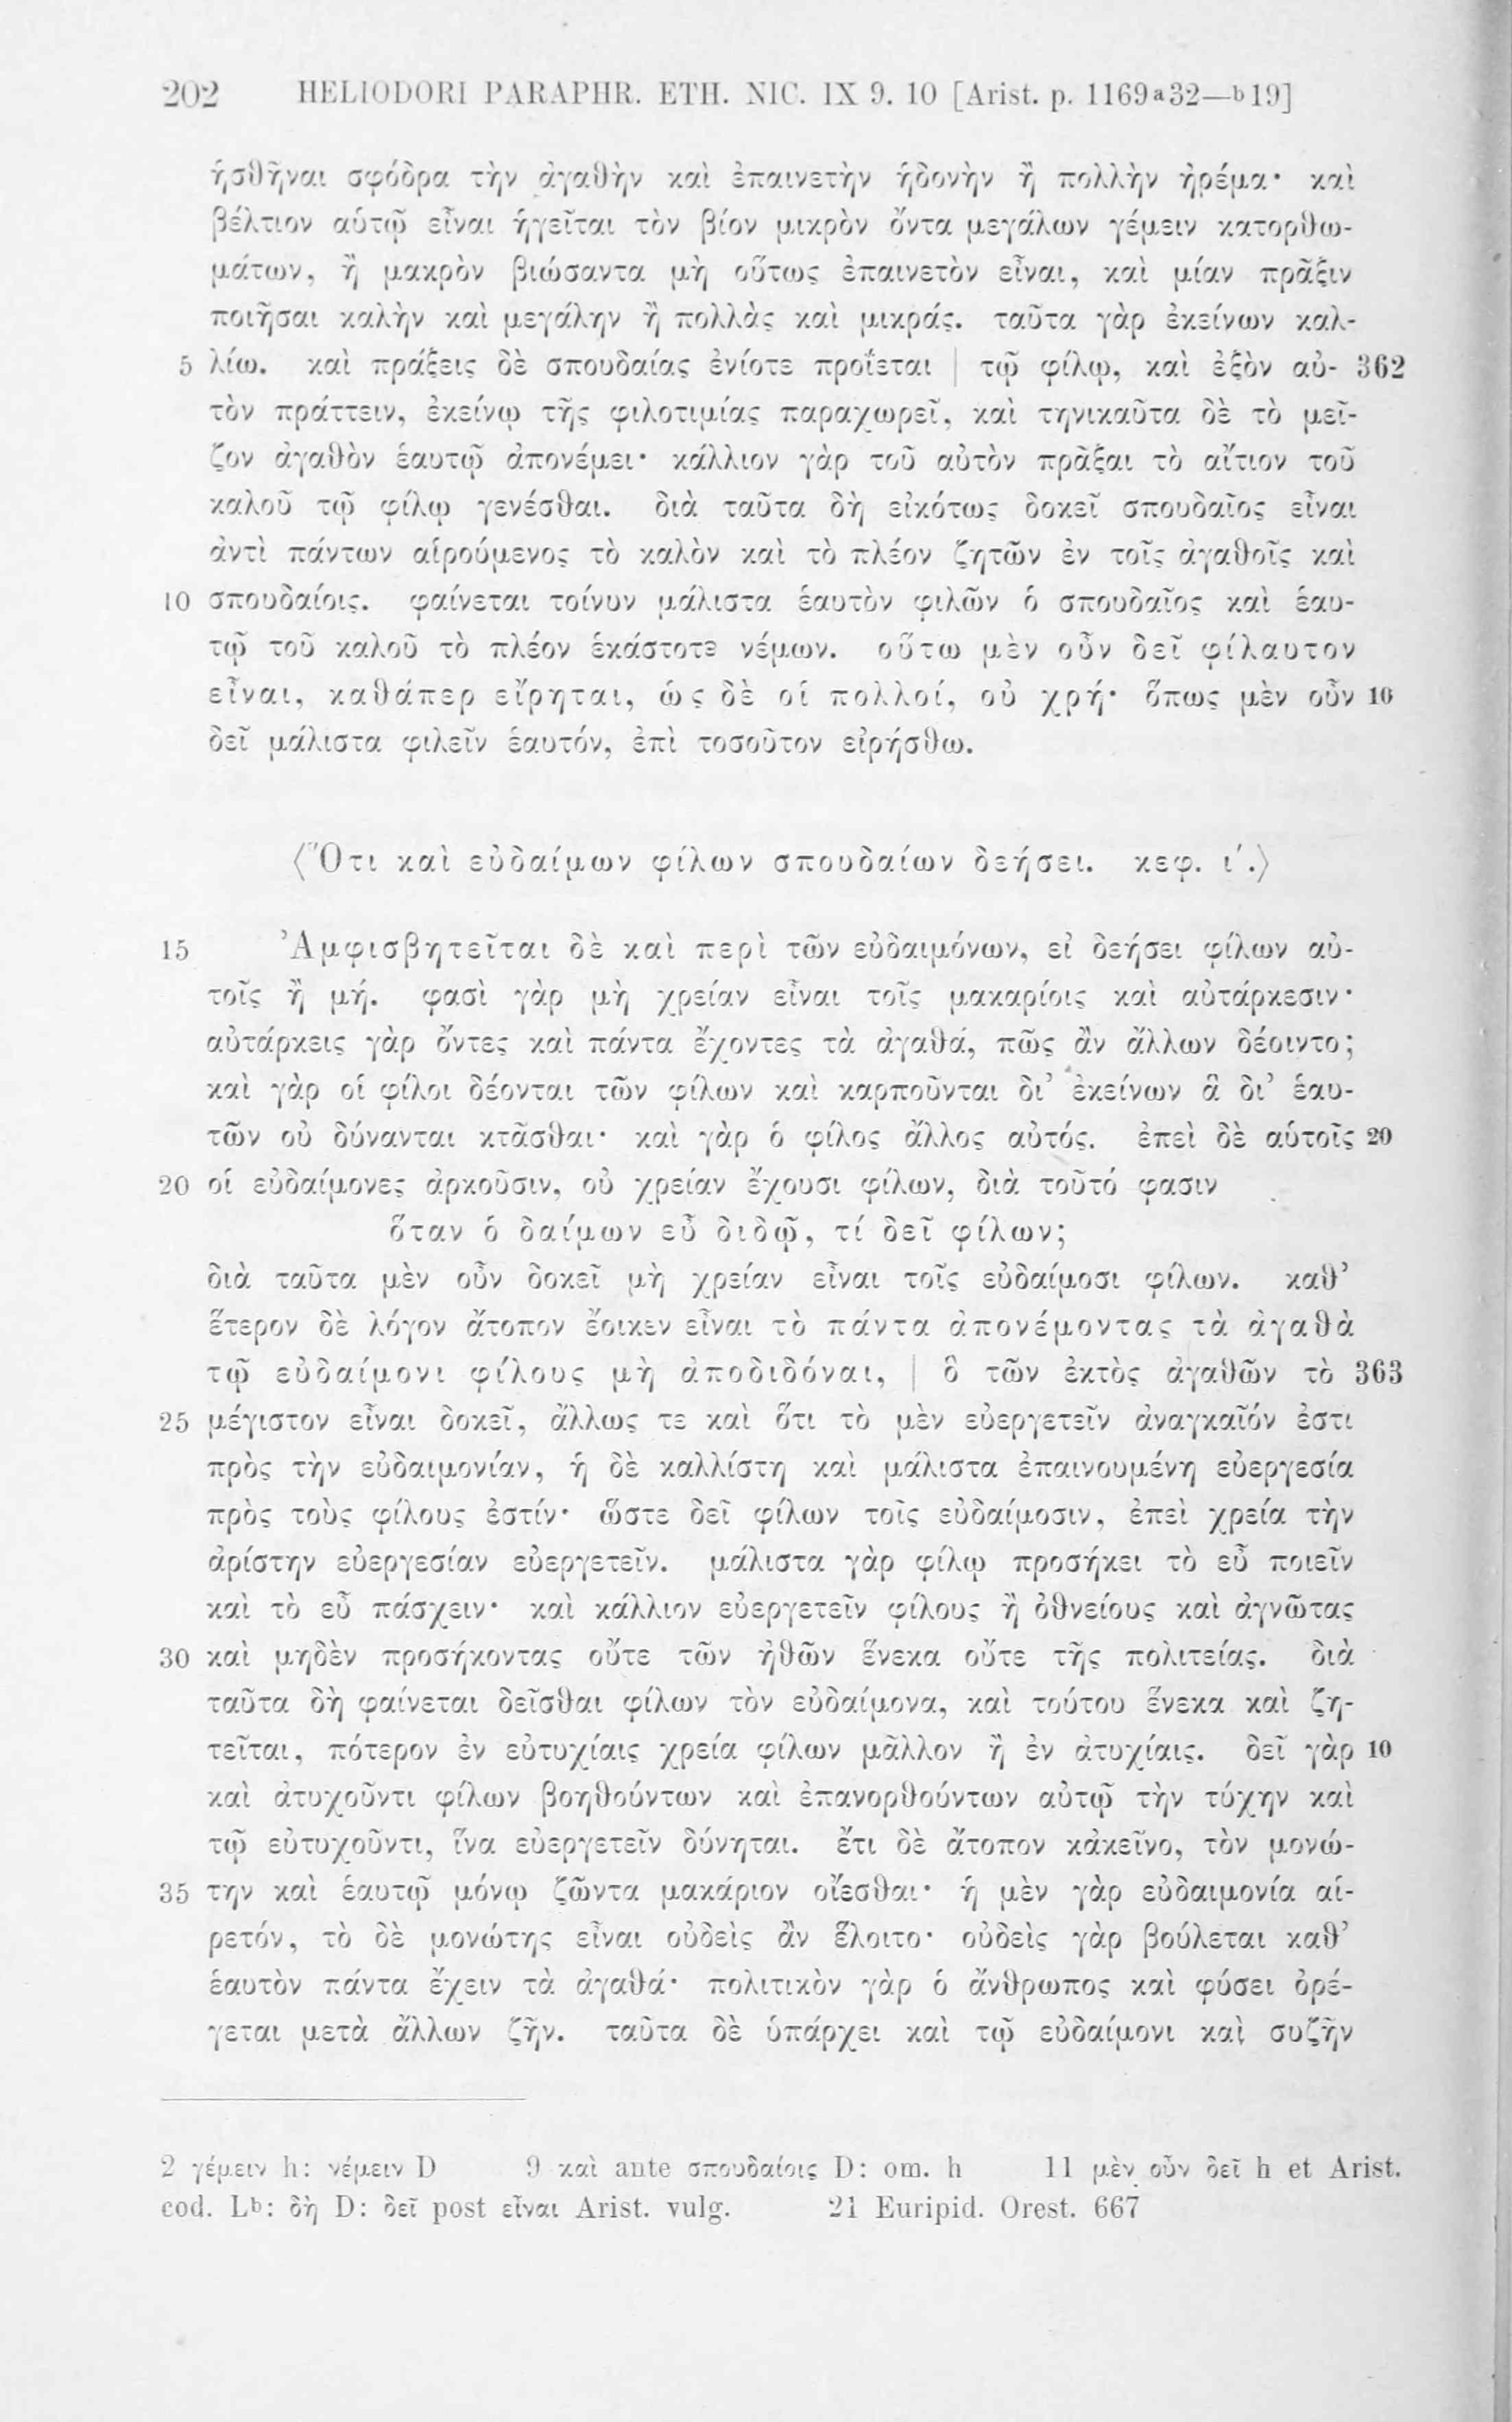 202 HELIODORI PARAPHR. ETH. NIC. IX 9. 10 [Arist. p. 1169ᵃ32—ᵇ19]
ἡσθῆναι σφόδρα τὴν ἀγαθὴν καὶ ἐπαινετὴν ἡδονὴν ἢ πολλὴν ἠρέμα· καὶ
βέλτιον αὑτῷ εἶναι ἡγεῖται τὸν βίον μικρὸν ὄντα μεγάλων γέμειν κατορθω-
μάτων, ἢ μακρὸν βιώσαντα μὴ οὕτως ἐπαινετὸν εἶναι, καὶ μίαν πρᾶξιν
ποιῆσαι καλὴν καὶ μεγάλην ἢ πολλὰς καὶ μικράς. ταῦτα γὰρ ἐκείνων καλ-
5 λίω. καὶ πράξεις δὲ σπουδαίας ἐνίοτε προΐεται | τῷ φίλῳ, καὶ ἐξὸν αὐ- 362
τὸν πράττειν, ἐκείνῳ τῆς φιλοτιμίας παραχωρεῖ, καὶ τηνικαῦτα δὲ τὸ μεῖ-
ζον ἀγαθὸν ἑαυτῷ ἀπονέμει· κάλλιον γὰρ τοῦ αὐτὸν πρᾶξαι τὸ αἴτιον τοῦ
καλοῦ τῷ φίλῳ γενέσθαι. διὰ ταῦτα δὴ εἰκότως δοκεῖ σπουδαῖος εἶναι
ἀντὶ πάντων αἱρούμενος τὸ καλὸν καὶ τὸ πλέον ζητῶν ἐν τοῖς ἀγαθοῖς καὶ
10 σπουδαίοις. φαίνεται τοίνυν μάλιστα ἑαυτὸν φιλῶν ὁ σπουδαῖος καὶ ἑαυ-
τῷ τοῦ καλοῦ τὸ πλέον ἑκάστοτε νέμων. οὕτω μὲν οὖν δεῖ φίλαυτον
εἶναι, καθάπερ εἴρηται, ὡς δὲ οἱ πολλοί, οὐ χρή· ὅπως μὲν οὖν 10
δεῖ μάλιστα φιλεῖν ἑαυτόν, ἐπὶ τοσοῦτον εἰρήσθω.
⟨Ὅτι καὶ εὐδαίμων φίλων σπουδαίων δεήσει. κεφ. ι΄.⟩
15 Ἀμφισβητεῖται δὲ καὶ περὶ τῶν εὐδαιμόνων, εἰ δεήσει φίλων αὐ-
τοῖς ἢ μή. φασὶ γὰρ μὴ χρείαν εἶναι τοῖς μακαρίοις καὶ αὐτάρκεσιν·
αὐτάρκεις γὰρ ὄντες καὶ πάντα ἔχοντες τὰ ἀγαθά, πῶς ἂν ἄλλων δέοιντο;
καὶ γὰρ οἱ φίλοι δέονται τῶν φίλων καὶ καρποῦνται δι’ ἐκείνων ἃ δι’ ἑαυ-
τῶν οὐ δύνανται κτᾶσθαι· καὶ γὰρ ὁ φίλος ἄλλος αὐτός. ἐπεὶ δὲ αὑτοῖς 20
20 οἱ εὐδαίμονες ἀρκοῦσιν, οὐ χρείαν ἔχουσι φίλων, διὰ τοῦτό φασιν
ὅταν ὁ δαίμων εὖ διδῷ, τί δεῖ φίλων;
διὰ ταῦτα μὲν οὖν δοκεῖ μὴ χρείαν εἶναι τοῖς εὐδαίμοσι φίλων. καθ’
ἕτερον δὲ λόγον ἄτοπον ἔοικεν εἶναι τὸ πάντα ἀπονέμοντας τὰ ἀγαθὰ
τῷ εὐδαίμονι φίλους μὴ ἀποδιδόναι, | ὃ τῶν ἐκτὸς ἀγαθῶν τὸ 363
25 μέγιστον εἶναι δοκεῖ, ἄλλως τε καὶ ὅτι τὸ μὲν εὐεργετεῖν ἀναγκαῖόν ἐστι
πρὸς τὴν εὐδαιμονίαν, ἡ δὲ καλλίστη καὶ μάλιστα ἐπαινουμένη εὐεργεσία
πρὸς τοὺς φίλους ἐστίν· ὥστε δεῖ φίλων τοῖς εὐδαίμοσιν, ἐπεὶ χρεία τὴν
ἀρίστην εὐεργεσίαν εὐεργετεῖν. μάλιστα γὰρ φίλῳ προσήκει τὸ εὖ ποιεῖν
καὶ τὸ εὖ πάσχειν· καὶ κάλλιον εὐεργετεῖν φίλους ἢ ὀθνείους καὶ ἀγνῶτας
30 καὶ μηδὲν προσήκοντας οὔτε τῶν ἠθῶν ἕνεκα οὔτε τῆς πολιτείας. διὰ
ταῦτα δὴ φαίνεται δεῖσθαι φίλων τὸν εὐδαίμονα, καὶ τούτου ἕνεκα καὶ ζη-
τεῖται, πότερον ἐν εὐτυχίαις χρεία φίλων μᾶλλον ἢ ἐν ἀτυχίαις. δεῖ γὰρ 10
καὶ ἀτυχοῦντι φίλων βοηθούντων καὶ ἐπανορθούντων αὐτῷ τὴν τύχην καὶ
τῷ εὐτυχοῦντι, ἵνα εὐεργετεῖν δύνηται. ἔτι δὲ ἄτοπον κἀκεῖνο, τὸν μονώ-
35 την καὶ ἑαυτῷ μόνῳ ζῶντα μακάριον οἴεσθαι· ἡ μὲν γὰρ εὐδαιμονία αἱ-
ρετόν, τὸ δὲ μονώτης εἶναι οὐδεὶς ἂν ἕλοιτο· οὐδεὶς γὰρ βούλεται καθ’
ἑαυτὸν πάντα ἔχειν τὰ ἀγαθά· πολιτικὸν γὰρ ὁ ἄνθρωπος καὶ φύσει ὀρέ-
γεται μετὰ ἄλλων ζῆν. ταῦτα δὲ ὑπάρχει καὶ τῷ εὐδαίμονι καὶ συζῆν
2 γέμειν h: νέμειν D 9 καὶ ante σπουδαίοις D: om. h 11 μὲν οὖν δεῖ h et Arist.
cod. Lᵇ: δὴ D: δεῖ post εἶναι Arist. vulg. 21 Euripid. Orest. 667